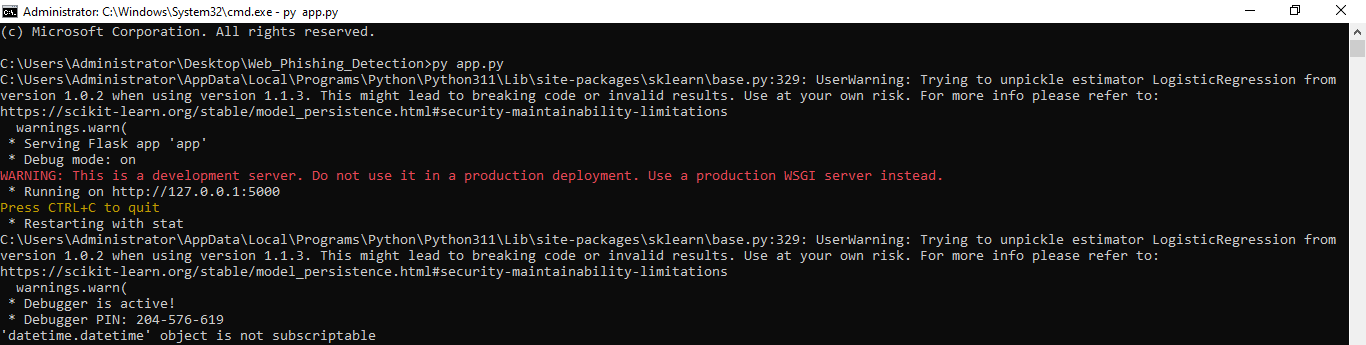 Administrator: C:\Windows\System32\cmd.exe - py  app.py
(c) Microsoft Corporation. All rights reserved.
C:\Users\Administrator\Desktop\Web_Phishing_Detection>py app.py
C:\Users\Administrator\AppData\Local\Programs\Python\Python311\Lib\site-packages\sklearn\base.py:329: UserWarning: Trying to unpickle estimator LogisticRegression from
version 1.0.2 when using version 1.1.3. This might lead to breaking code or invalid results. Use at your own risk. For more info please refer to:
https://scikit-learn.org/stable/model_persistence.html#security-maintainability-limitations
  warnings.warn(
 * Serving Flask app 'app'
 * Debug mode: on
WARNING: This is a development server. Do not use it in a production deployment. Use a production WSGI server instead.
 * Running on http://127.0.0.1:5000
Press CTRL+C to quit
 * Restarting with stat
C:\Users\Administrator\AppData\Local\Programs\Python\Python311\Lib\site-packages\sklearn\base.py:329: UserWarning: Trying to unpickle estimator LogisticRegression from
version 1.0.2 when using version 1.1.3. This might lead to breaking code or invalid results. Use at your own risk. For more info please refer to:
https://scikit-learn.org/stable/model_persistence.html#security-maintainability-limitations
  warnings.warn(
 * Debugger is active!
 * Debugger PIN: 204-576-619
'datetime.datetime' object is not subscriptable